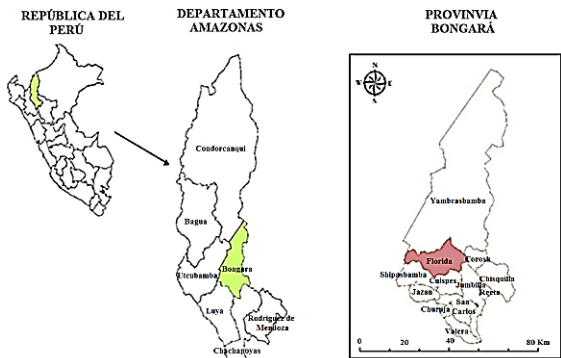 REPÚBLICA DEL
PERÚ
DEPARTAMENTO
AMAZONAS
Condorcanqui
Bagua
Utcubamba
Bongara
Luya
Rodriguez de
Mendoza
Chachapoyas
PROVINVIA
BONGARÁ
N
W
E
S
Yambrasbamba
Florida
Corosh
Shipasbamba
Cuispes
Chisquilla
Jumbilla
Recta
Jazan
San
Carlos
Churuja
Valera
0
20
40
80 Km